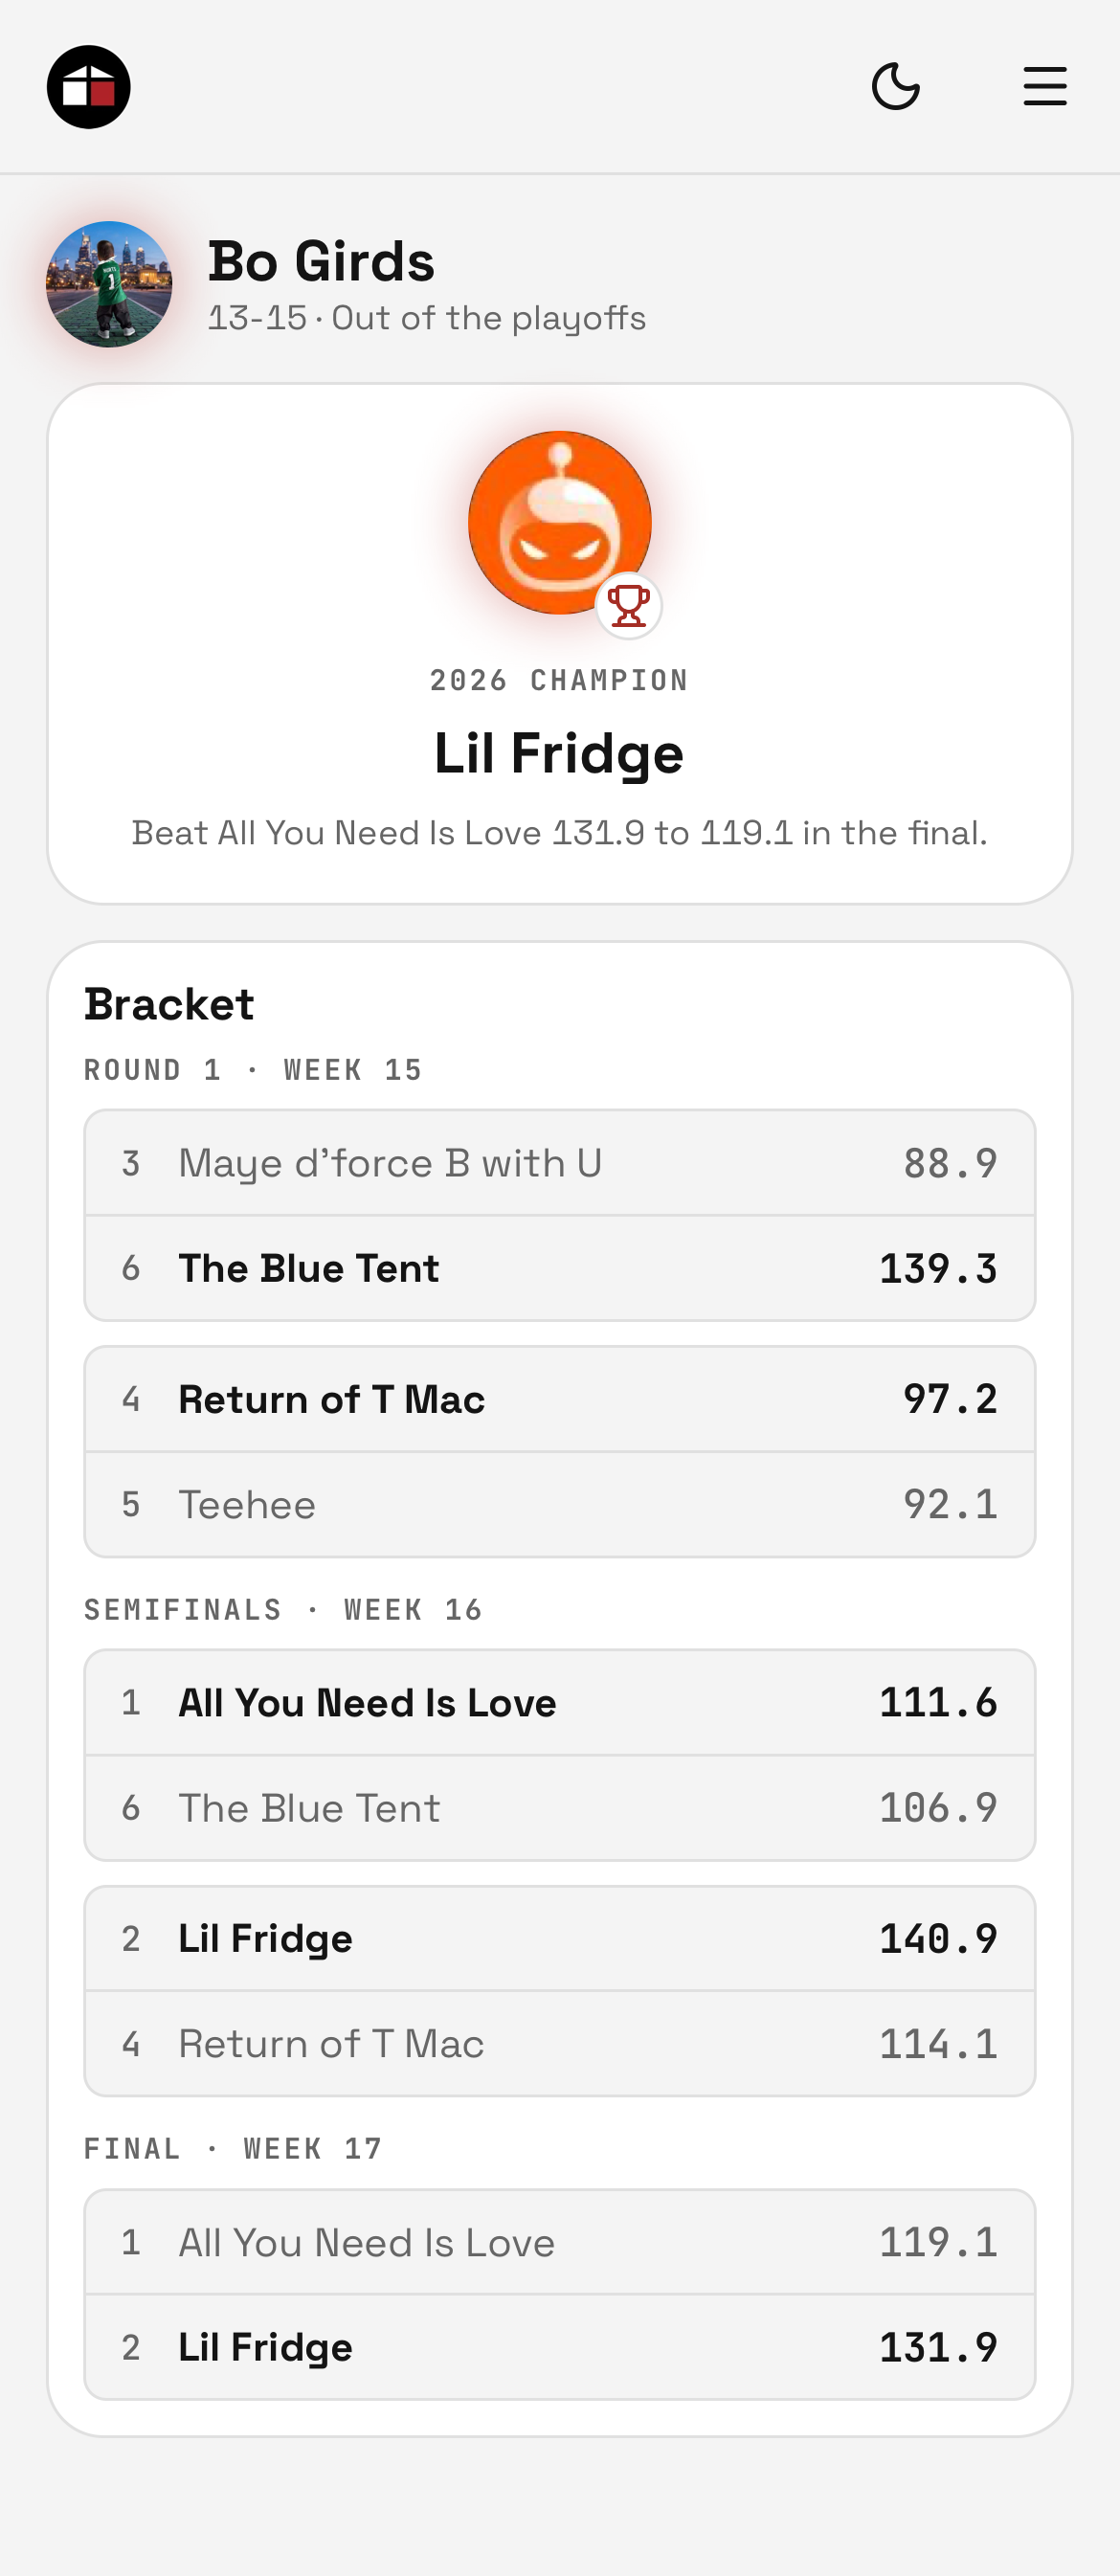 Bo Girds
13-15 · Out of the playoffs
2026 CHAMPION
Lil Fridge
Beat All You Need Is Love 131.9 to 119.1 in the final.
Bracket
ROUND 1 · WEEK 15
3 Maye d’force B with U 88.9
6 The Blue Tent 139.3
4 Return of T Mac 97.2
5 Teehee 92.1
SEMIFINALS · WEEK 16
1 All You Need Is Love 111.6
6 The Blue Tent 106.9
2 Lil Fridge 140.9
4 Return of T Mac 114.1
FINAL · WEEK 17
1 All You Need Is Love 119.1
2 Lil Fridge 131.9